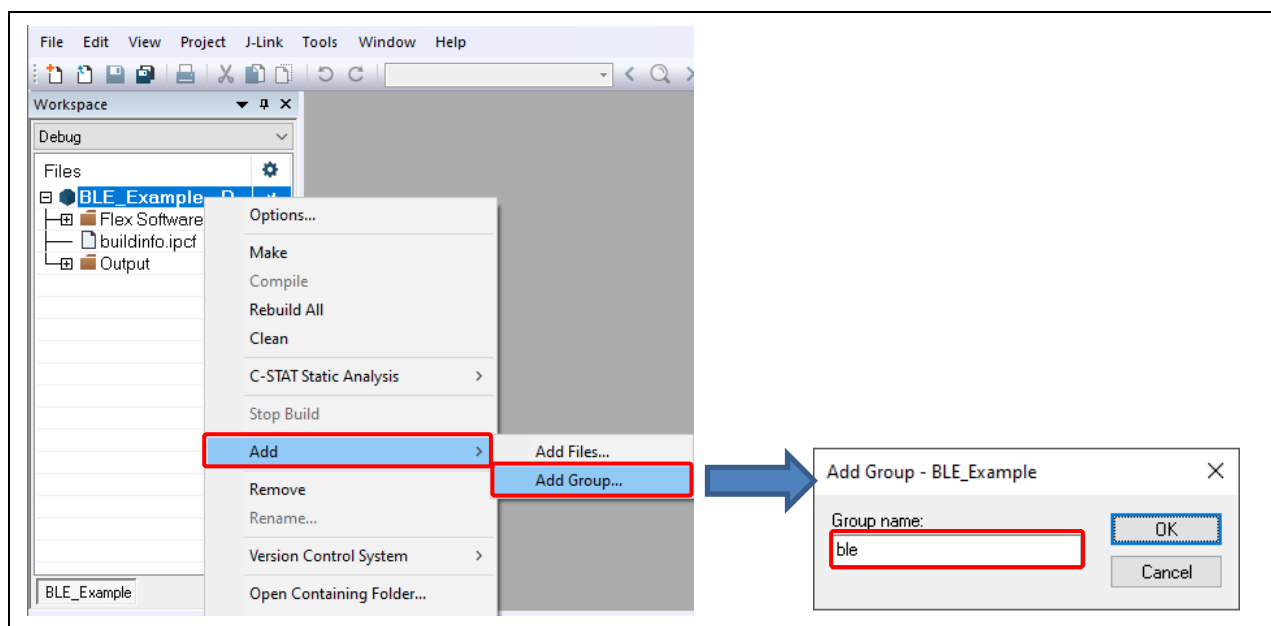 File Edit View Project J-Link Tools Window Help
Workspace
Debug
Files
BLE_Example
Flex Software
buildinfo.ipcf
Output
Options...
Make
Compile
Rebuild All
Clean
C-STAT Static Analysis
Stop Build
Add
Add Files...
Add Group...
Remove
Rename...
Version Control System
Open Containing Folder...
BLE_Example
Add Group - BLE_Example
Group name:
ble
OK
Cancel